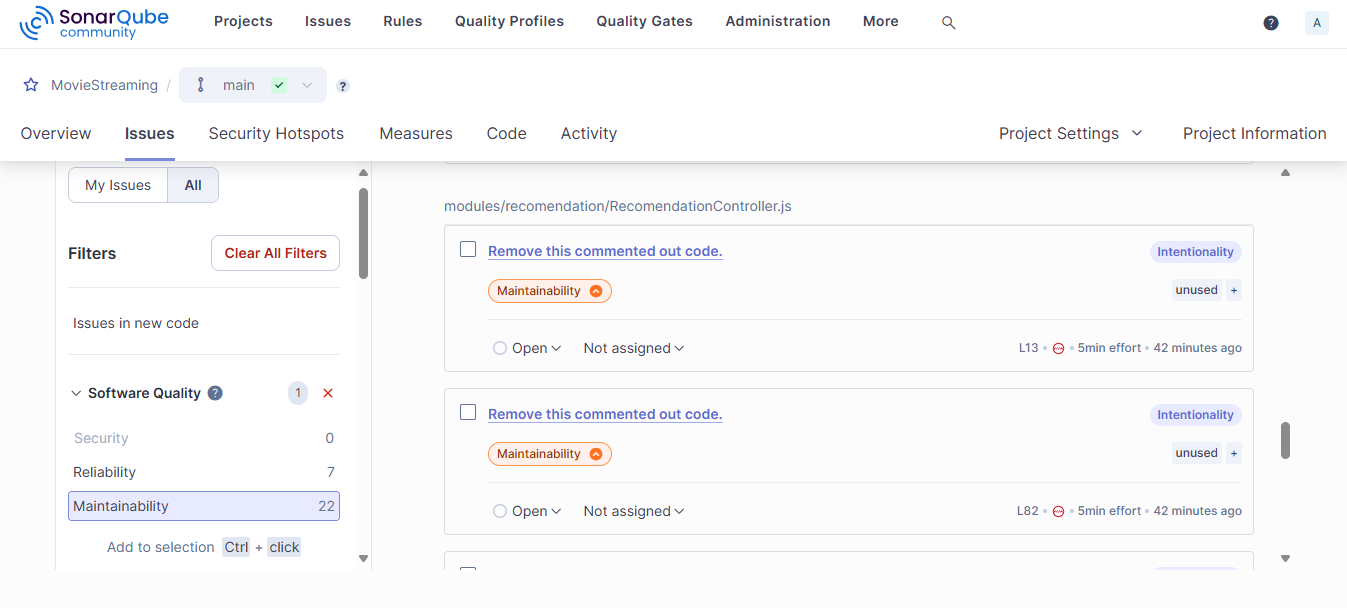 SonarQube
community
Projects Issues Rules Quality Profiles Quality Gates Administration More ? A
MovieStreaming / main ?
Overview Issues Security Hotspots Measures Code Activity Project Settings Project Information
My Issues All
Filters Clear All Filters
Issues in new code
Software Quality ? 1
Security 0
Reliability 7
Maintainability 22
Add to selection Ctrl + click
modules/recomendation/RecomendationController.js
Remove this commented out code. Intentionality
Maintainability unused +
Open Not assigned L13 • • 5min effort • 42 minutes ago
Remove this commented out code. Intentionality
Maintainability unused +
Open Not assigned L82 • • 5min effort • 42 minutes ago